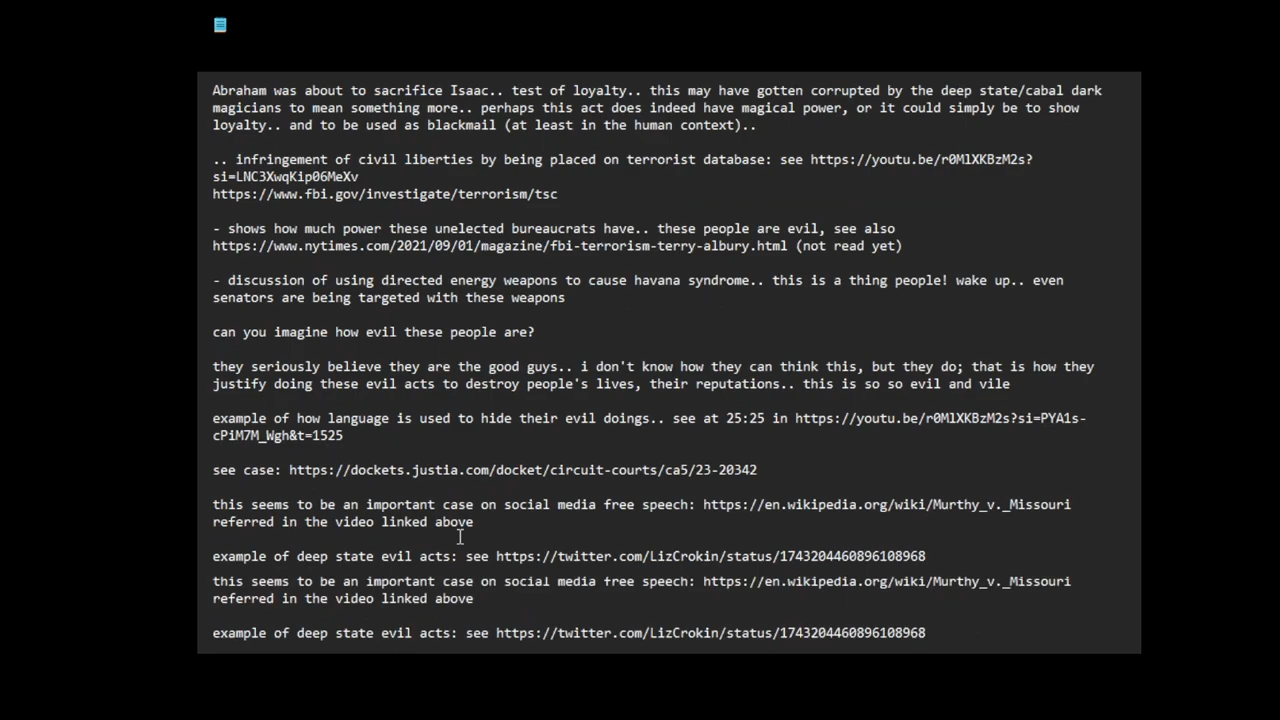 Abraham was about to sacrifice Isaac.. test of loyalty.. this may have gotten corrupted by the deep state/cabal dark
magicians to mean something more.. perhaps this act does indeed have magical power, or it could simply be to show
loyalty.. and to be used as blackmail (at least in the human context)..
.. infringement of civil liberties by being placed on terrorist database: see https://youtu.be/r0MlXKBzM2s?
si=LNC3XwqKip06MeXv
https://www.fbi.gov/investigate/terrorism/tsc
- shows how much power these unelected bureaucrats have.. these people are evil, see also
https://www.nytimes.com/2021/09/01/magazine/fbi-terrorism-terry-albury.html (not read yet)
- discussion of using directed energy weapons to cause havana syndrome.. this is a thing people! wake up.. even
senators are being targeted with these weapons
can you imagine how evil these people are?
they seriously believe they are the good guys.. i don't know how they can think this, but they do; that is how they
justify doing these evil acts to destroy people's lives, their reputations.. this is so so evil and vile
example of how language is used to hide their evil doings.. see at 25:25 in https://youtu.be/r0MlXKBzM2s?si=PYA1s-
cPiM7M_Wgh&t=1525
see case: https://dockets.justia.com/docket/circuit-courts/ca5/23-20342
this seems to be an important case on social media free speech: https://en.wikipedia.org/wiki/Murthy_v._Missouri
referred in the video linked above
example of deep state evil acts: see https://twitter.com/LizCrokin/status/1743204460896108968
this seems to be an important case on social media free speech: https://en.wikipedia.org/wiki/Murthy_v._Missouri
referred in the video linked above
example of deep state evil acts: see https://twitter.com/LizCrokin/status/1743204460896108968